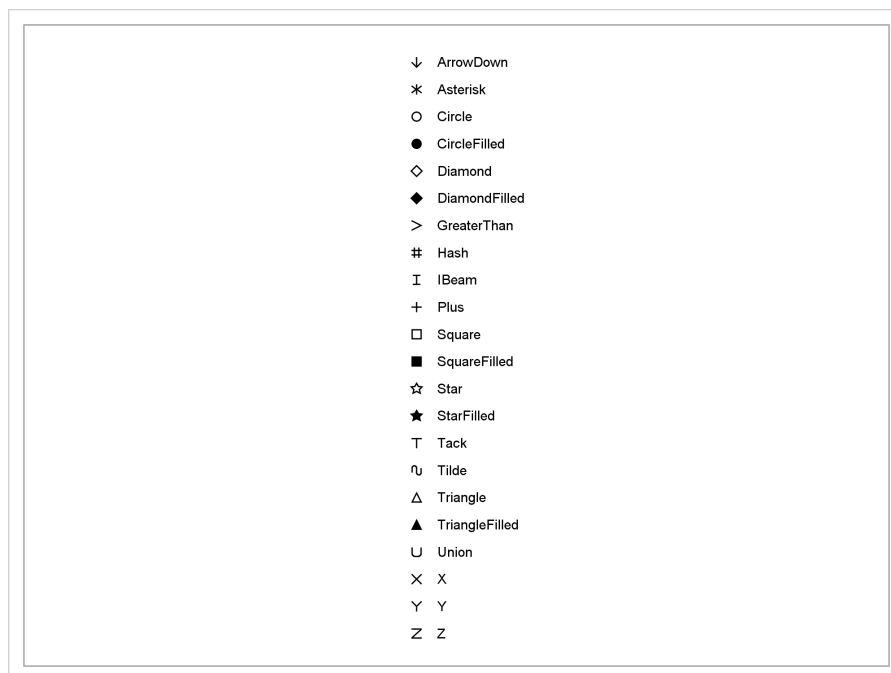 ArrowDown
Asterisk
Circle
CircleFilled
Diamond
DiamondFilled
GreaterThan
Hash
IBeam
Plus
Square
SquareFilled
Star
StarFilled
Tack
Tilde
Triangle
TriangleFilled
Union
X
Y
Z